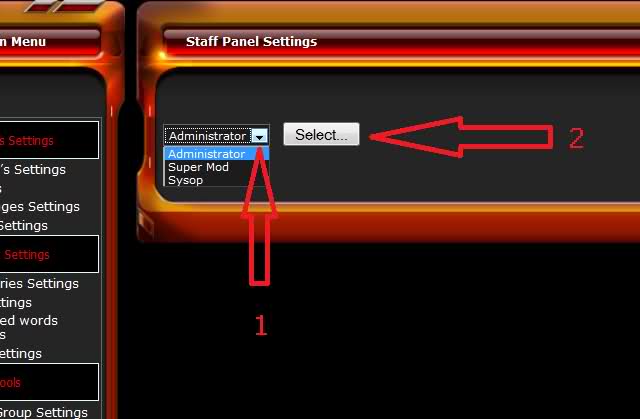 n Menu
Staff Panel Settings
s Settings
's Settings
s
ges Settings
Settings
Settings
ries Settings
ttings
ed words
s
ettings
ools
Group Settings
Administrator
Select...
Administrator
Super Mod
Sysop
2
1